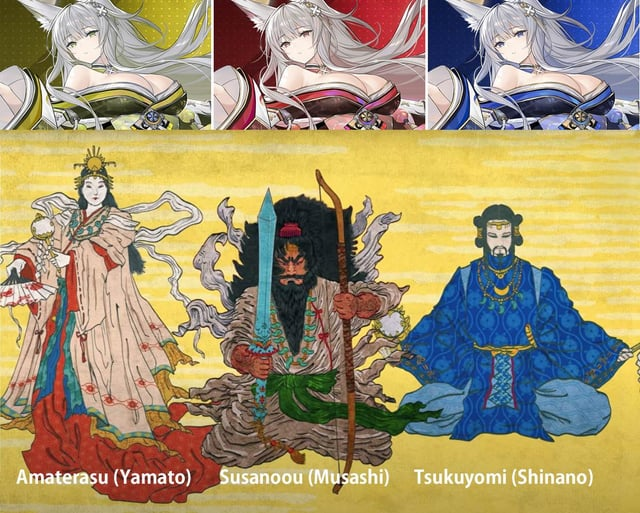 Amaterasu (Yamato)
Susanoou (Musashi)
Tsukuyomi (Shinano)